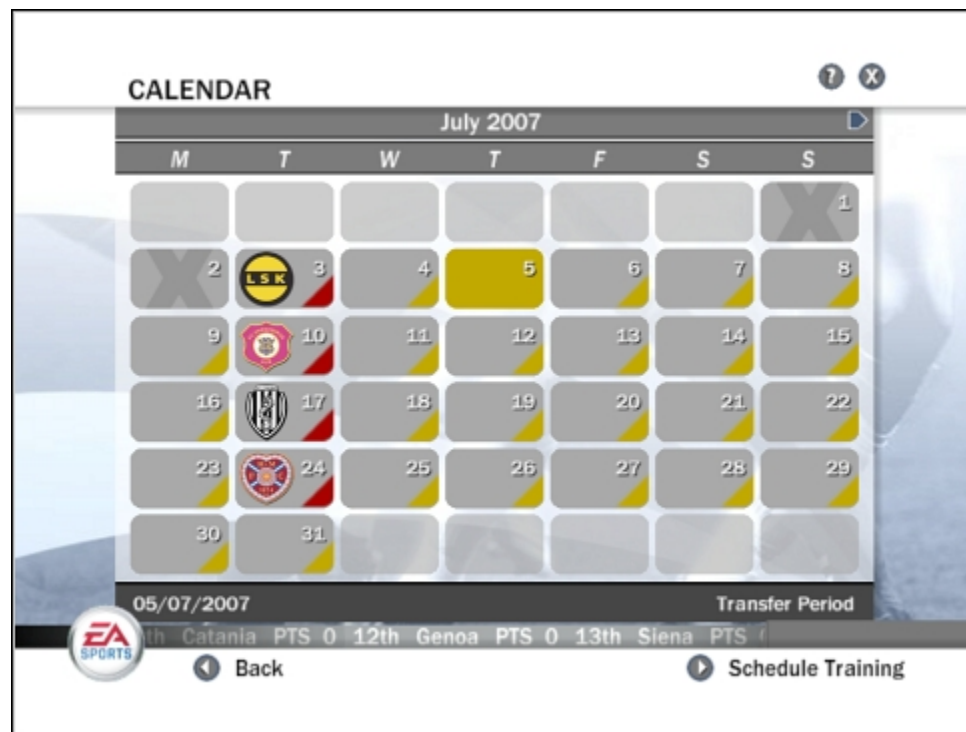 ? X
CALENDAR
July 2007
M T W T F S S
1
2 LSK 3 4 5 6 7 8
9 10 11 12 13 14 15
16 17 18 19 20 21 22
23 24 25 26 27 28 29
30 31
05/07/2007 Transfer Period
th Catania PTS 0 12th Genoa PTS 0 13th Siena PTS
EA
SPORTS
Back Schedule Training